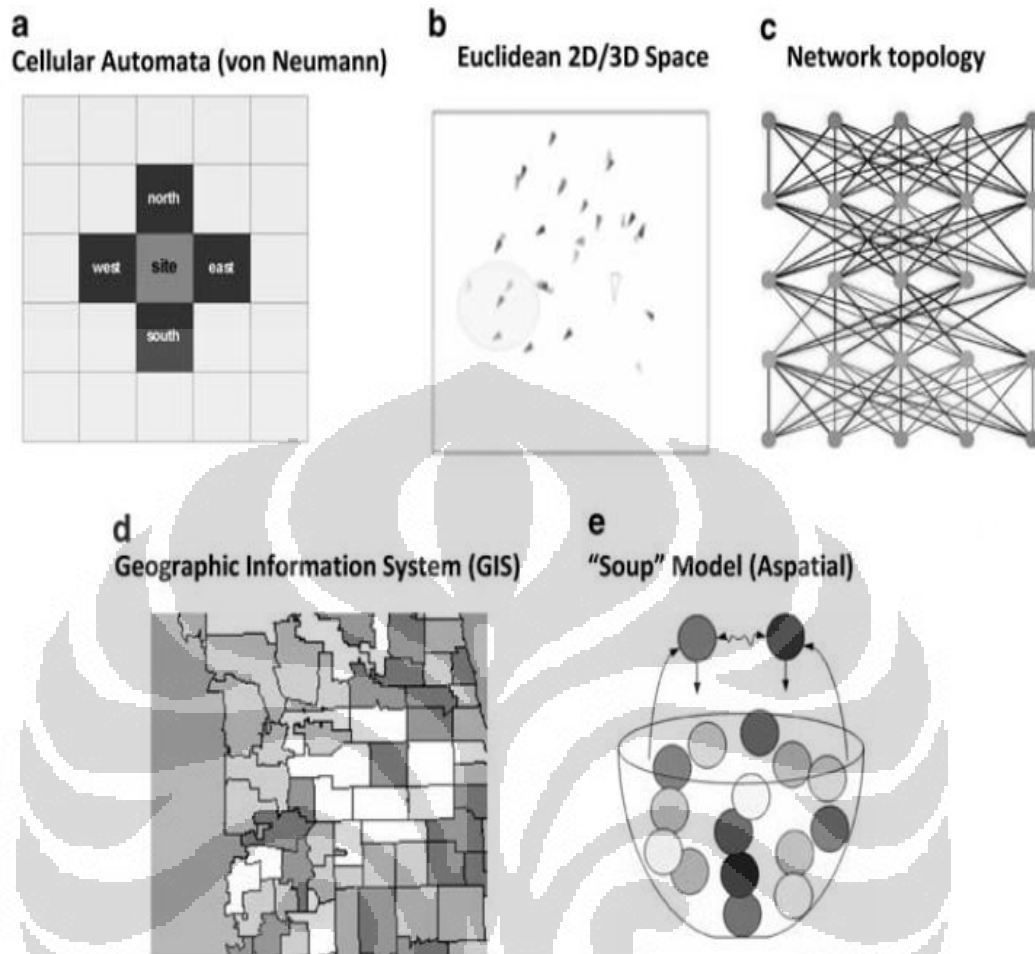 a
Cellular Automata (von Neumann)
north
west
site
east
south
b
Euclidean 2D/3D Space
c
Network topology
d
Geographic Information System (GIS)
e
“Soup” Model (Aspatial)